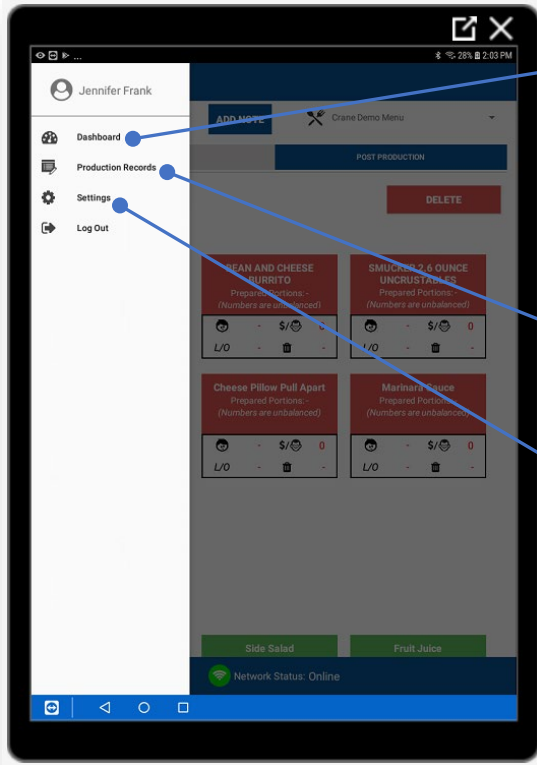 ...
28% 2:03 PM
Jennifer Frank
Dashboard
Production Records
Settings
Log Out
ADD NOTE
Crane Demo Menu
POST PRODUCTION
DELETE
BEAN AND CHEESE
BURRITO
Prepared Portions:-
(Numbers are unbalanced)
- $/ 0
L/O - -
SMUCKER 2.6 OUNCE
UNCRUSTABLES
Prepared Portions:-
(Numbers are unbalanced)
- $/ 0
L/O - -
Cheese Pillow Pull Apart
Prepared Portions:-
(Numbers are unbalanced)
- $/ 0
L/O - -
Marinara Sauce
Prepared Portions:-
(Numbers are unbalanced)
- $/ 0
L/O - -
Side Salad
Fruit Juice
Network Status: Online